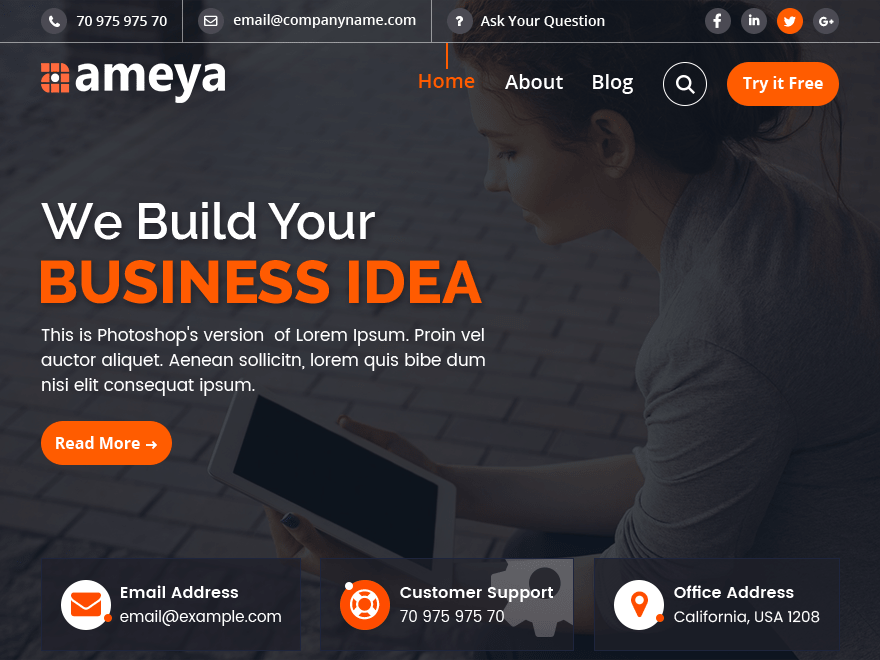 70 975 975 70
email@companyname.com
? Ask Your Question
f
in
G+
ameya
Home
About
Blog
Try it Free
We Build Your
BUSINESS IDEA
This is Photoshop's version  of Lorem Ipsum. Proin vel
auctor aliquet. Aenean sollicitn, lorem quis bibe dum
nisi elit consequat ipsum.
Read More →
Email Address
email@example.com
Customer Support
70 975 975 70
Office Address
California, USA 1208